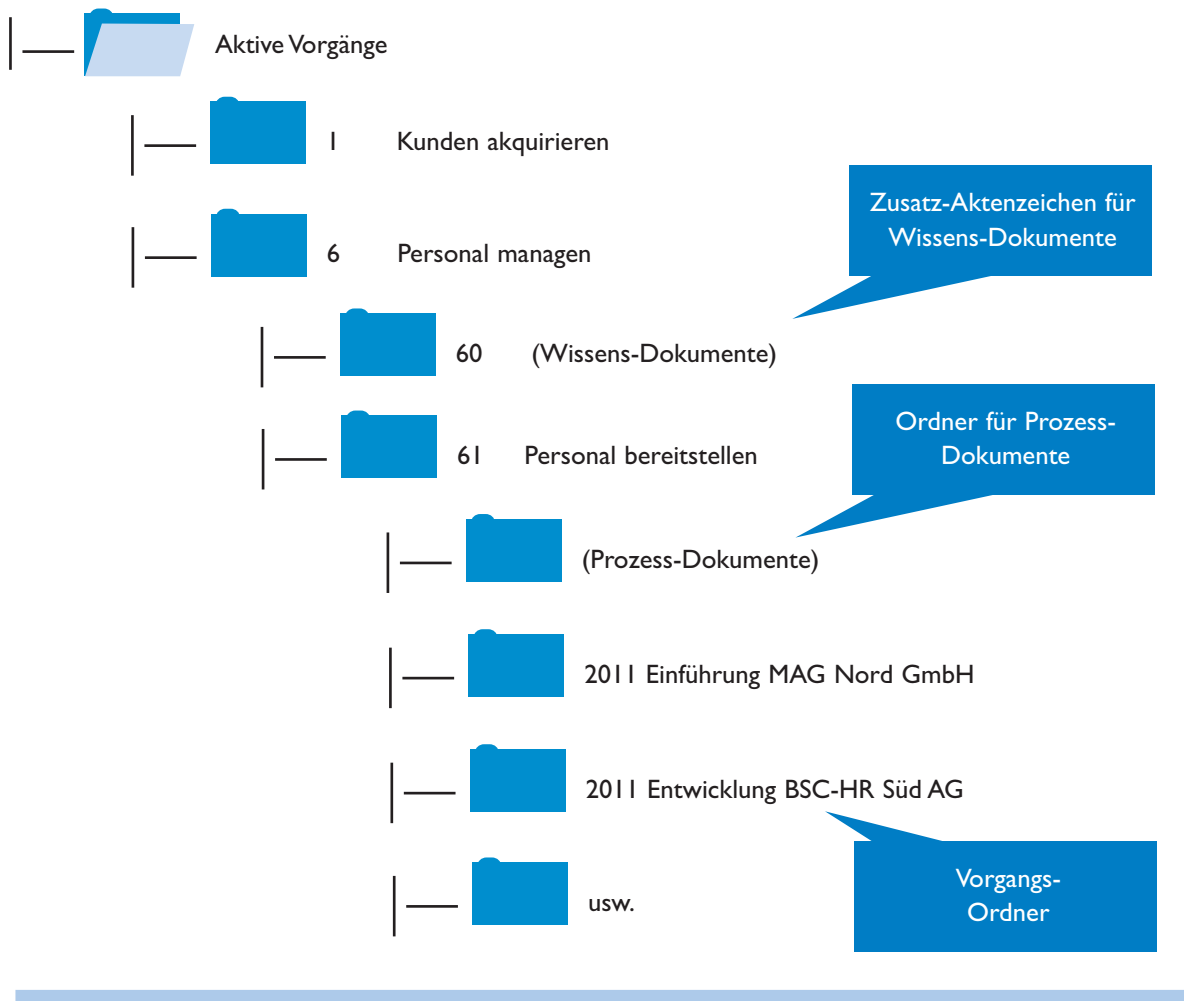 Aktive Vorgänge
1 Kunden akquirieren
Zusatz-Aktenzeichen für
Wissens-Dokumente
6 Personal managen
60 (Wissens-Dokumente)
Ordner für Prozess-
Dokumente
61 Personal bereitstellen
(Prozess-Dokumente)
2011 Einführung MAG Nord GmbH
2011 Entwicklung BSC-HR Süd AG
Vorgangs-
Ordner
usw.